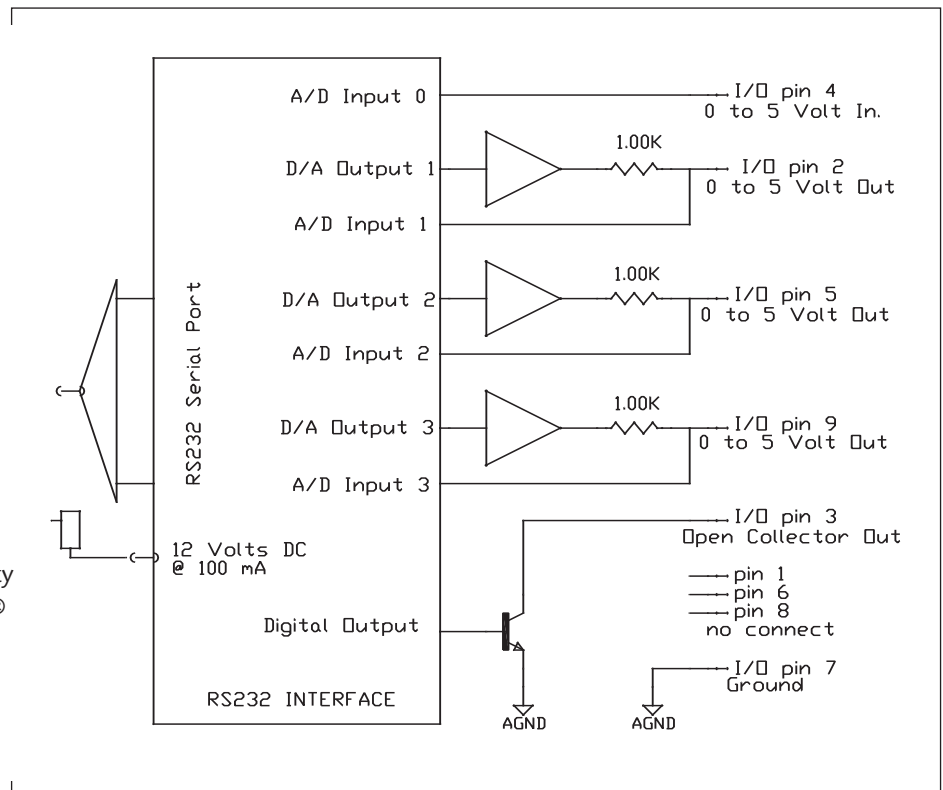 A/D Input 0
I/O pin 4
0 to 5 Volt In.
1.00K
D/A Output 1
I/O pin 2
0 to 5 Volt Out
A/D Input 1
1.00K
D/A Output 2
I/O pin 5
0 to 5 Volt Out
A/D Input 2
RS232 Serial Port
1.00K
D/A Output 3
I/O pin 9
0 to 5 Volt Out
A/D Input 3
I/O pin 3
Open Collector Out
12 Volts DC
@ 100 mA
pin 1
pin 6
pin 8
no connect
Digital Output
I/O pin 7
Ground
RS232 INTERFACE
AGND
AGND